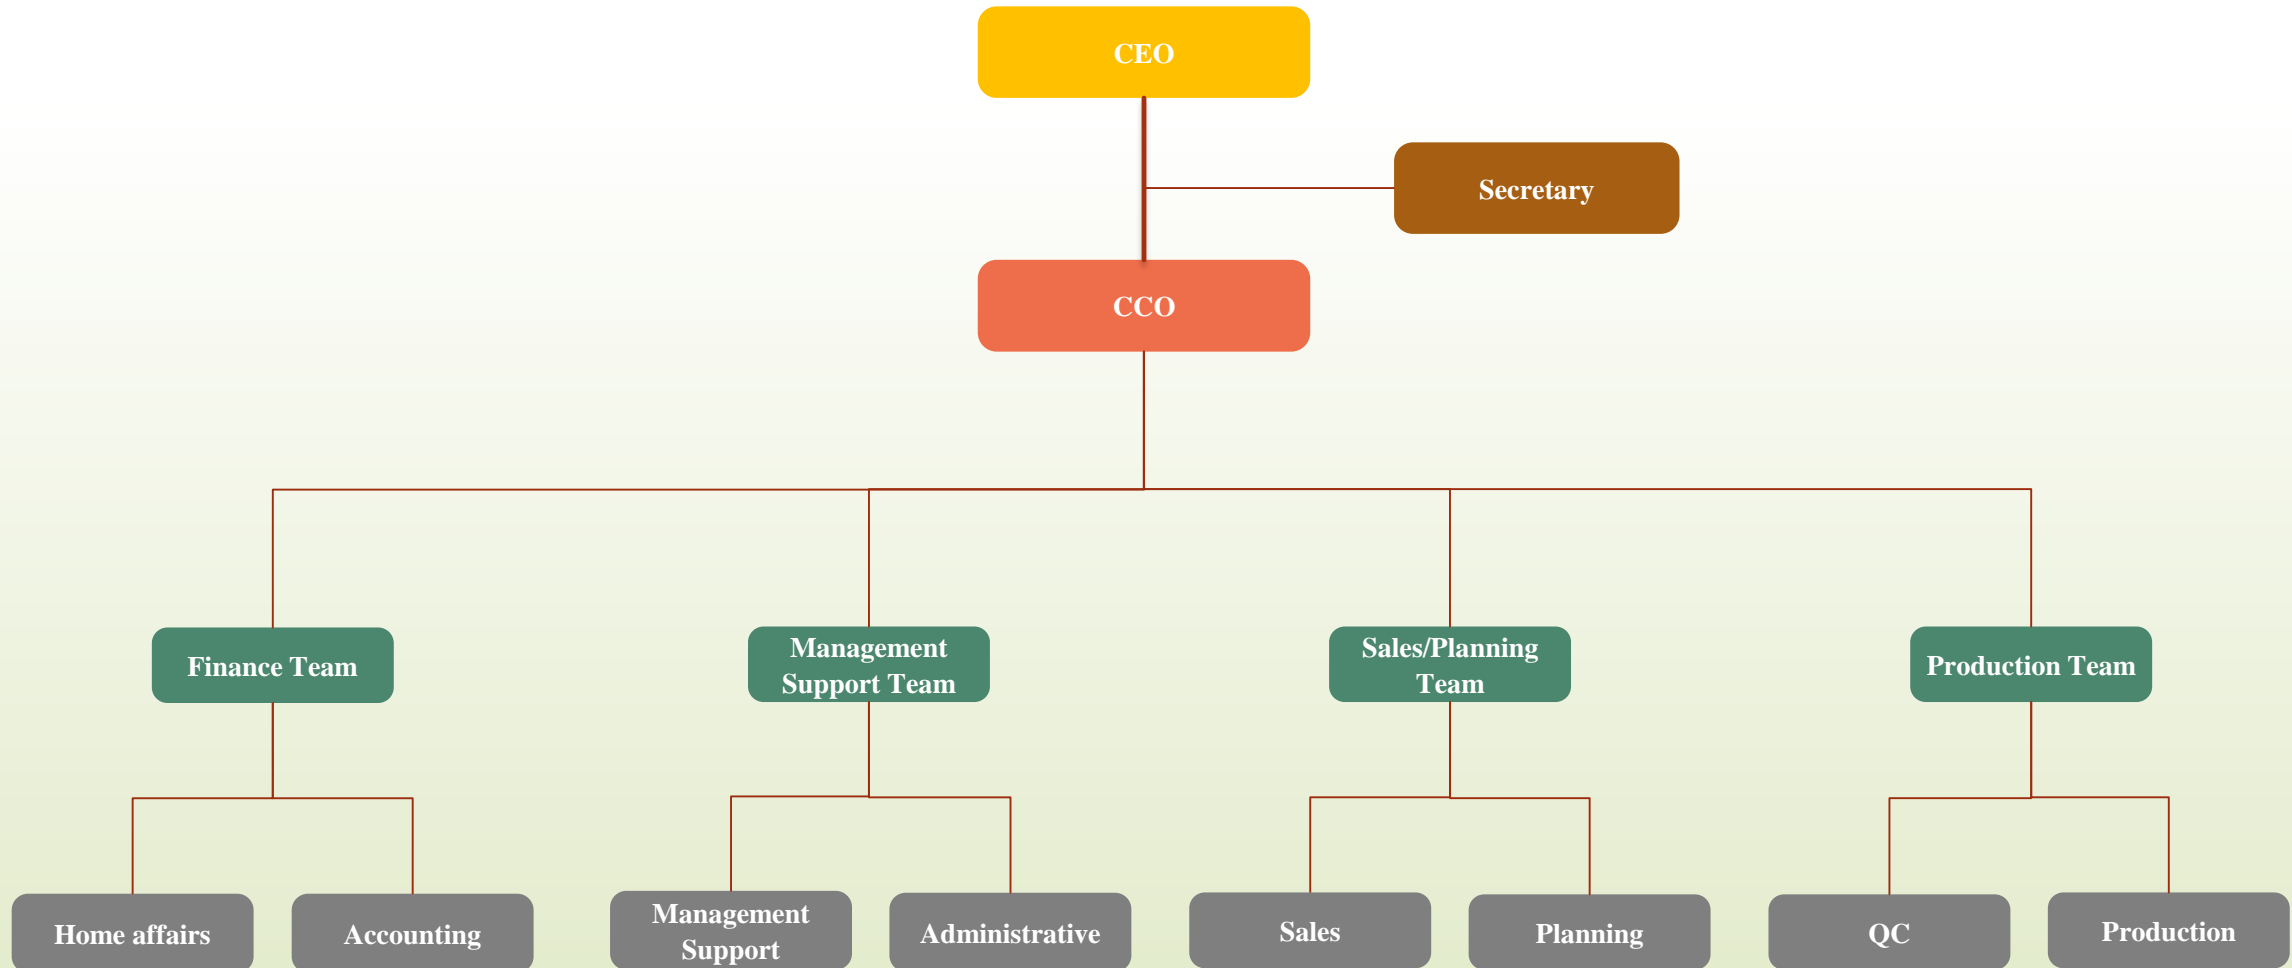 CEO
Secretary
CCO
Finance Team
Management
Support Team
Sales/Planning
Team
Production Team
Home affairs
Accounting
Management
Support
Administrative
Sales
Planning
QC
Production